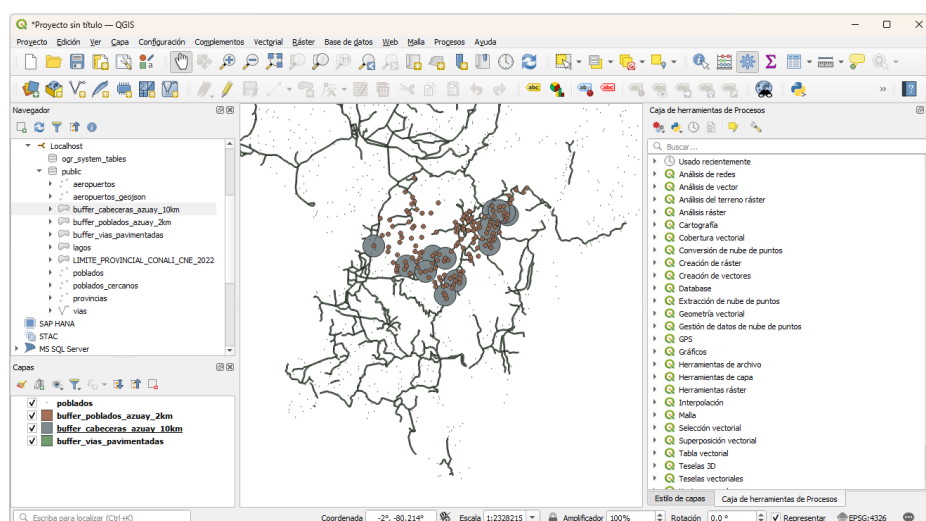 *Proyecto sin título — QGIS
Proyecto Edición Ver Capa Configuración Complementos Vectorial Ráster Base de datos Web Malla Procesos Ayuda
abc abc abc
»
Navegador
Localhost
ogr_system_tables
public
aeropuertos
aeropuertos_geojson
buffer_cabeceras_azuay_10km
buffer_poblados_azuay_2km
buffer_vias_pavimentadas
lagos
LIMITE_PROVINCIAL_CONALI_CNE_2022
poblados
poblados_cercanos
provincias
vias
SAP HANA
STAC
MS SQL Server
Capas
poblados
buffer_poblados_azuay_2km
buffer_cabeceras_azuay_10km
buffer_vias_pavimentadas
Caja de herramientas de Procesos
Buscar...
Usado recientemente
Análisis de redes
Análisis de vector
Análisis del terreno ráster
Análisis ráster
Cartografía
Cobertura vectorial
Conversión de nube de puntos
Creación de ráster
Creación de vectores
Database
Extracción de nube de puntos
Geometría vectorial
Gestión de datos de nube de puntos
GPS
Gráficos
Herramientas de archivo
Herramientas de capa
Herramientas ráster
Interpolación
Malla
Selección vectorial
Superposición vectorial
Tabla vectorial
Teselas 3D
Teselas vectoriales
Estilo de capas Caja de herramientas de Procesos
Escriba para localizar (Ctrl+K) Coordenada -2°, -80.214° Escala 1:2328215 Amplificador 100% Rotación 0.0 ° Representar EPSG:4326